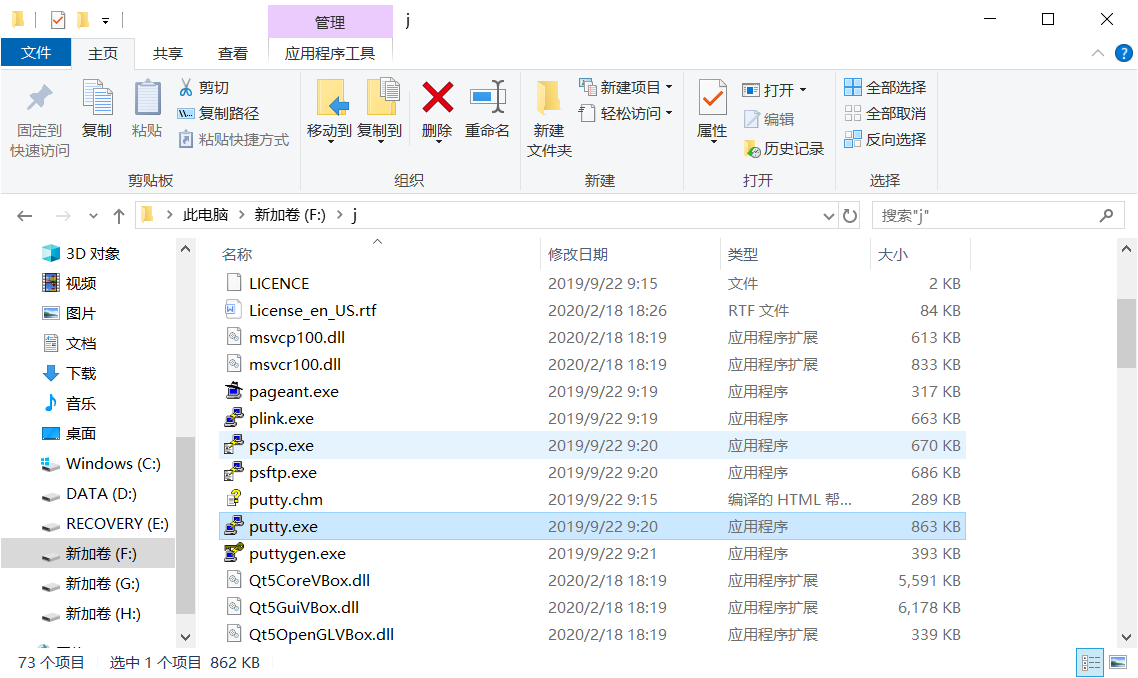 管理
j
文件
主页
共享
查看
应用程序工具
固定到
快速访问
复制
粘贴
剪切
复制路径
粘贴快捷方式
剪贴板
移动到
复制到
删除
重命名
组织
新建
文件夹
新建项目
轻松访问
新建
属性
打开
编辑
历史记录
打开
全部选择
全部取消
反向选择
选择
此电脑 > 新加卷 (F:) > j
搜索"j"
3D 对象
视频
图片
文档
下载
音乐
桌面
Windows (C:)
DATA (D:)
RECOVERY (E:)
新加卷 (F:)
新加卷 (G:)
新加卷 (H:)
名称 修改日期 类型 大小
LICENCE 2019/9/22 9:15 文件 2 KB
License_en_US.rtf 2020/2/18 18:26 RTF 文件 84 KB
msvcp100.dll 2020/2/18 18:19 应用程序扩展 613 KB
msvcr100.dll 2020/2/18 18:19 应用程序扩展 833 KB
pageant.exe 2019/9/22 9:19 应用程序 317 KB
plink.exe 2019/9/22 9:19 应用程序 663 KB
pscp.exe 2019/9/22 9:20 应用程序 670 KB
psftp.exe 2019/9/22 9:20 应用程序 686 KB
putty.chm 2019/9/22 9:15 编译的 HTML 帮... 289 KB
putty.exe 2019/9/22 9:20 应用程序 863 KB
puttygen.exe 2019/9/22 9:21 应用程序 393 KB
Qt5CoreVBox.dll 2020/2/18 18:19 应用程序扩展 5,591 KB
Qt5GuiVBox.dll 2020/2/18 18:19 应用程序扩展 6,178 KB
Qt5OpenGLVBox.dll 2020/2/18 18:19 应用程序扩展 339 KB
73 个项目 选中 1 个项目 862 KB